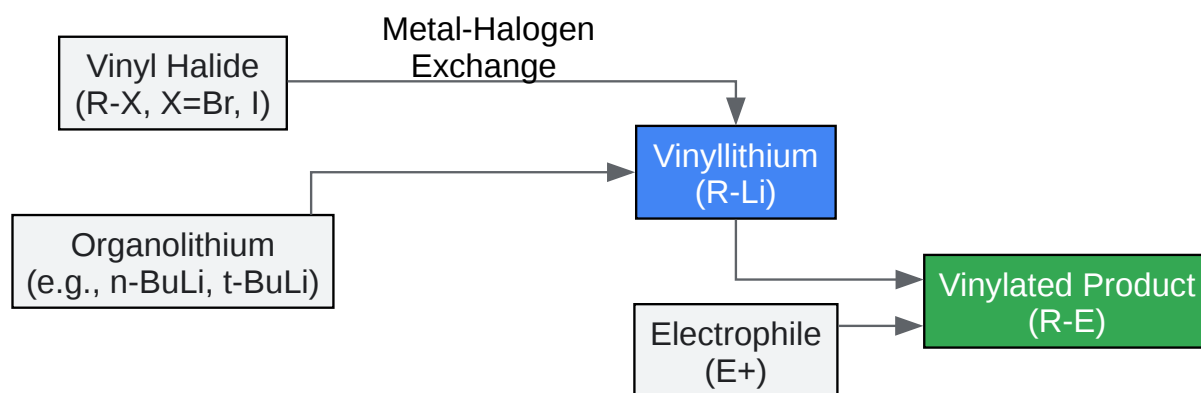 Metal-Halogen
Exchange
Vinyl Halide
(R-X, X=Br, I)
Vinyllithium
(R-Li)
Organolithium
(e.g., n-BuLi, t-BuLi)
Vinylated Product
(R-E)
Electrophile
(E+)